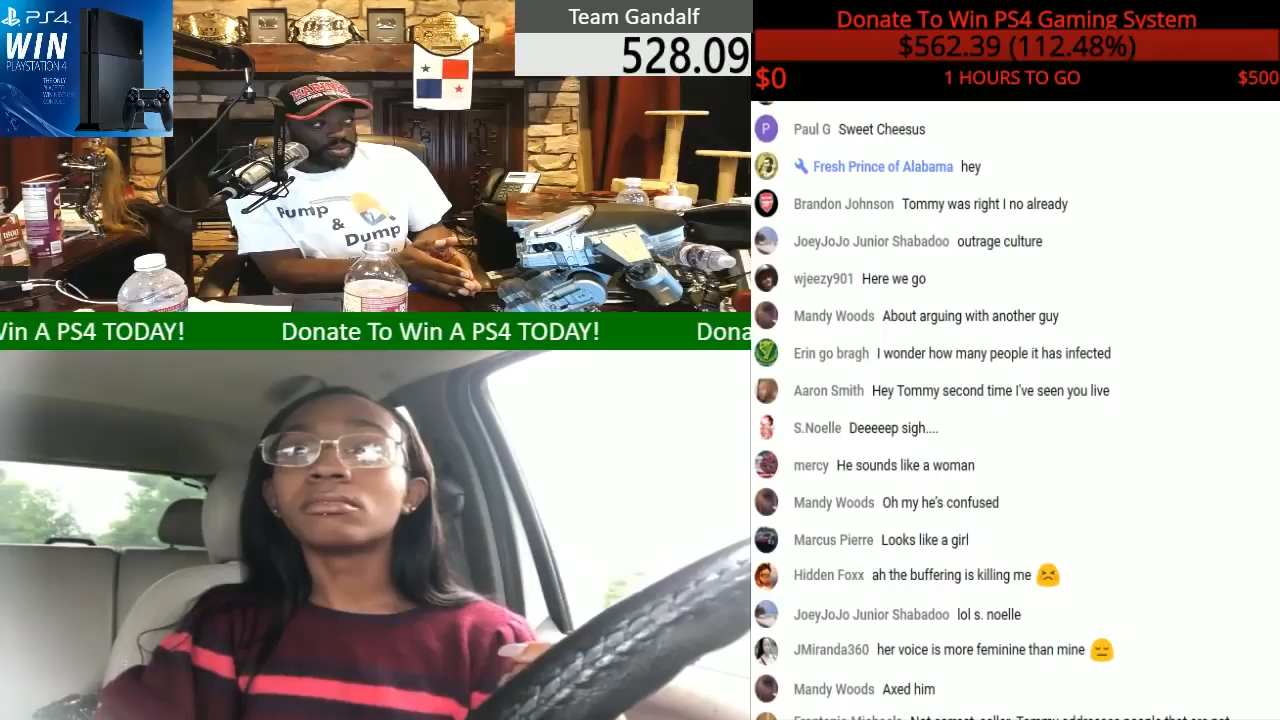 PS4
WIN
PLAYSTATION 4
THE ONLY
Team Gandalf
528.09
MARINES
Pump
&
Dump
Win A PS4 TODAY!
Donate To Win A PS4 TODAY!
Dona
Donate To Win PS4 Gaming System
$562.39 (112.48%)
$0
1 HOURS TO GO
$500
P
Paul G Sweet Cheesus
Fresh Prince of Alabama hey
Brandon Johnson Tommy was right I no already
JoeyJoJo Junior Shabadoo outrage culture
wjeezy901 Here we go
Mandy Woods About arguing with another guy
Erin go bragh I wonder how many people it has infected
Aaron Smith Hey Tommy second time I've seen you live
S.Noelle Deeeeep sigh....
mercy He sounds like a woman
Mandy Woods Oh my he's confused
Marcus Pierre Looks like a girl
Hidden Foxx ah the buffering is killing me
JoeyJoJo Junior Shabadoo lol s. noelle
JMiranda360 her voice is more feminine than mine
Mandy Woods Axed him